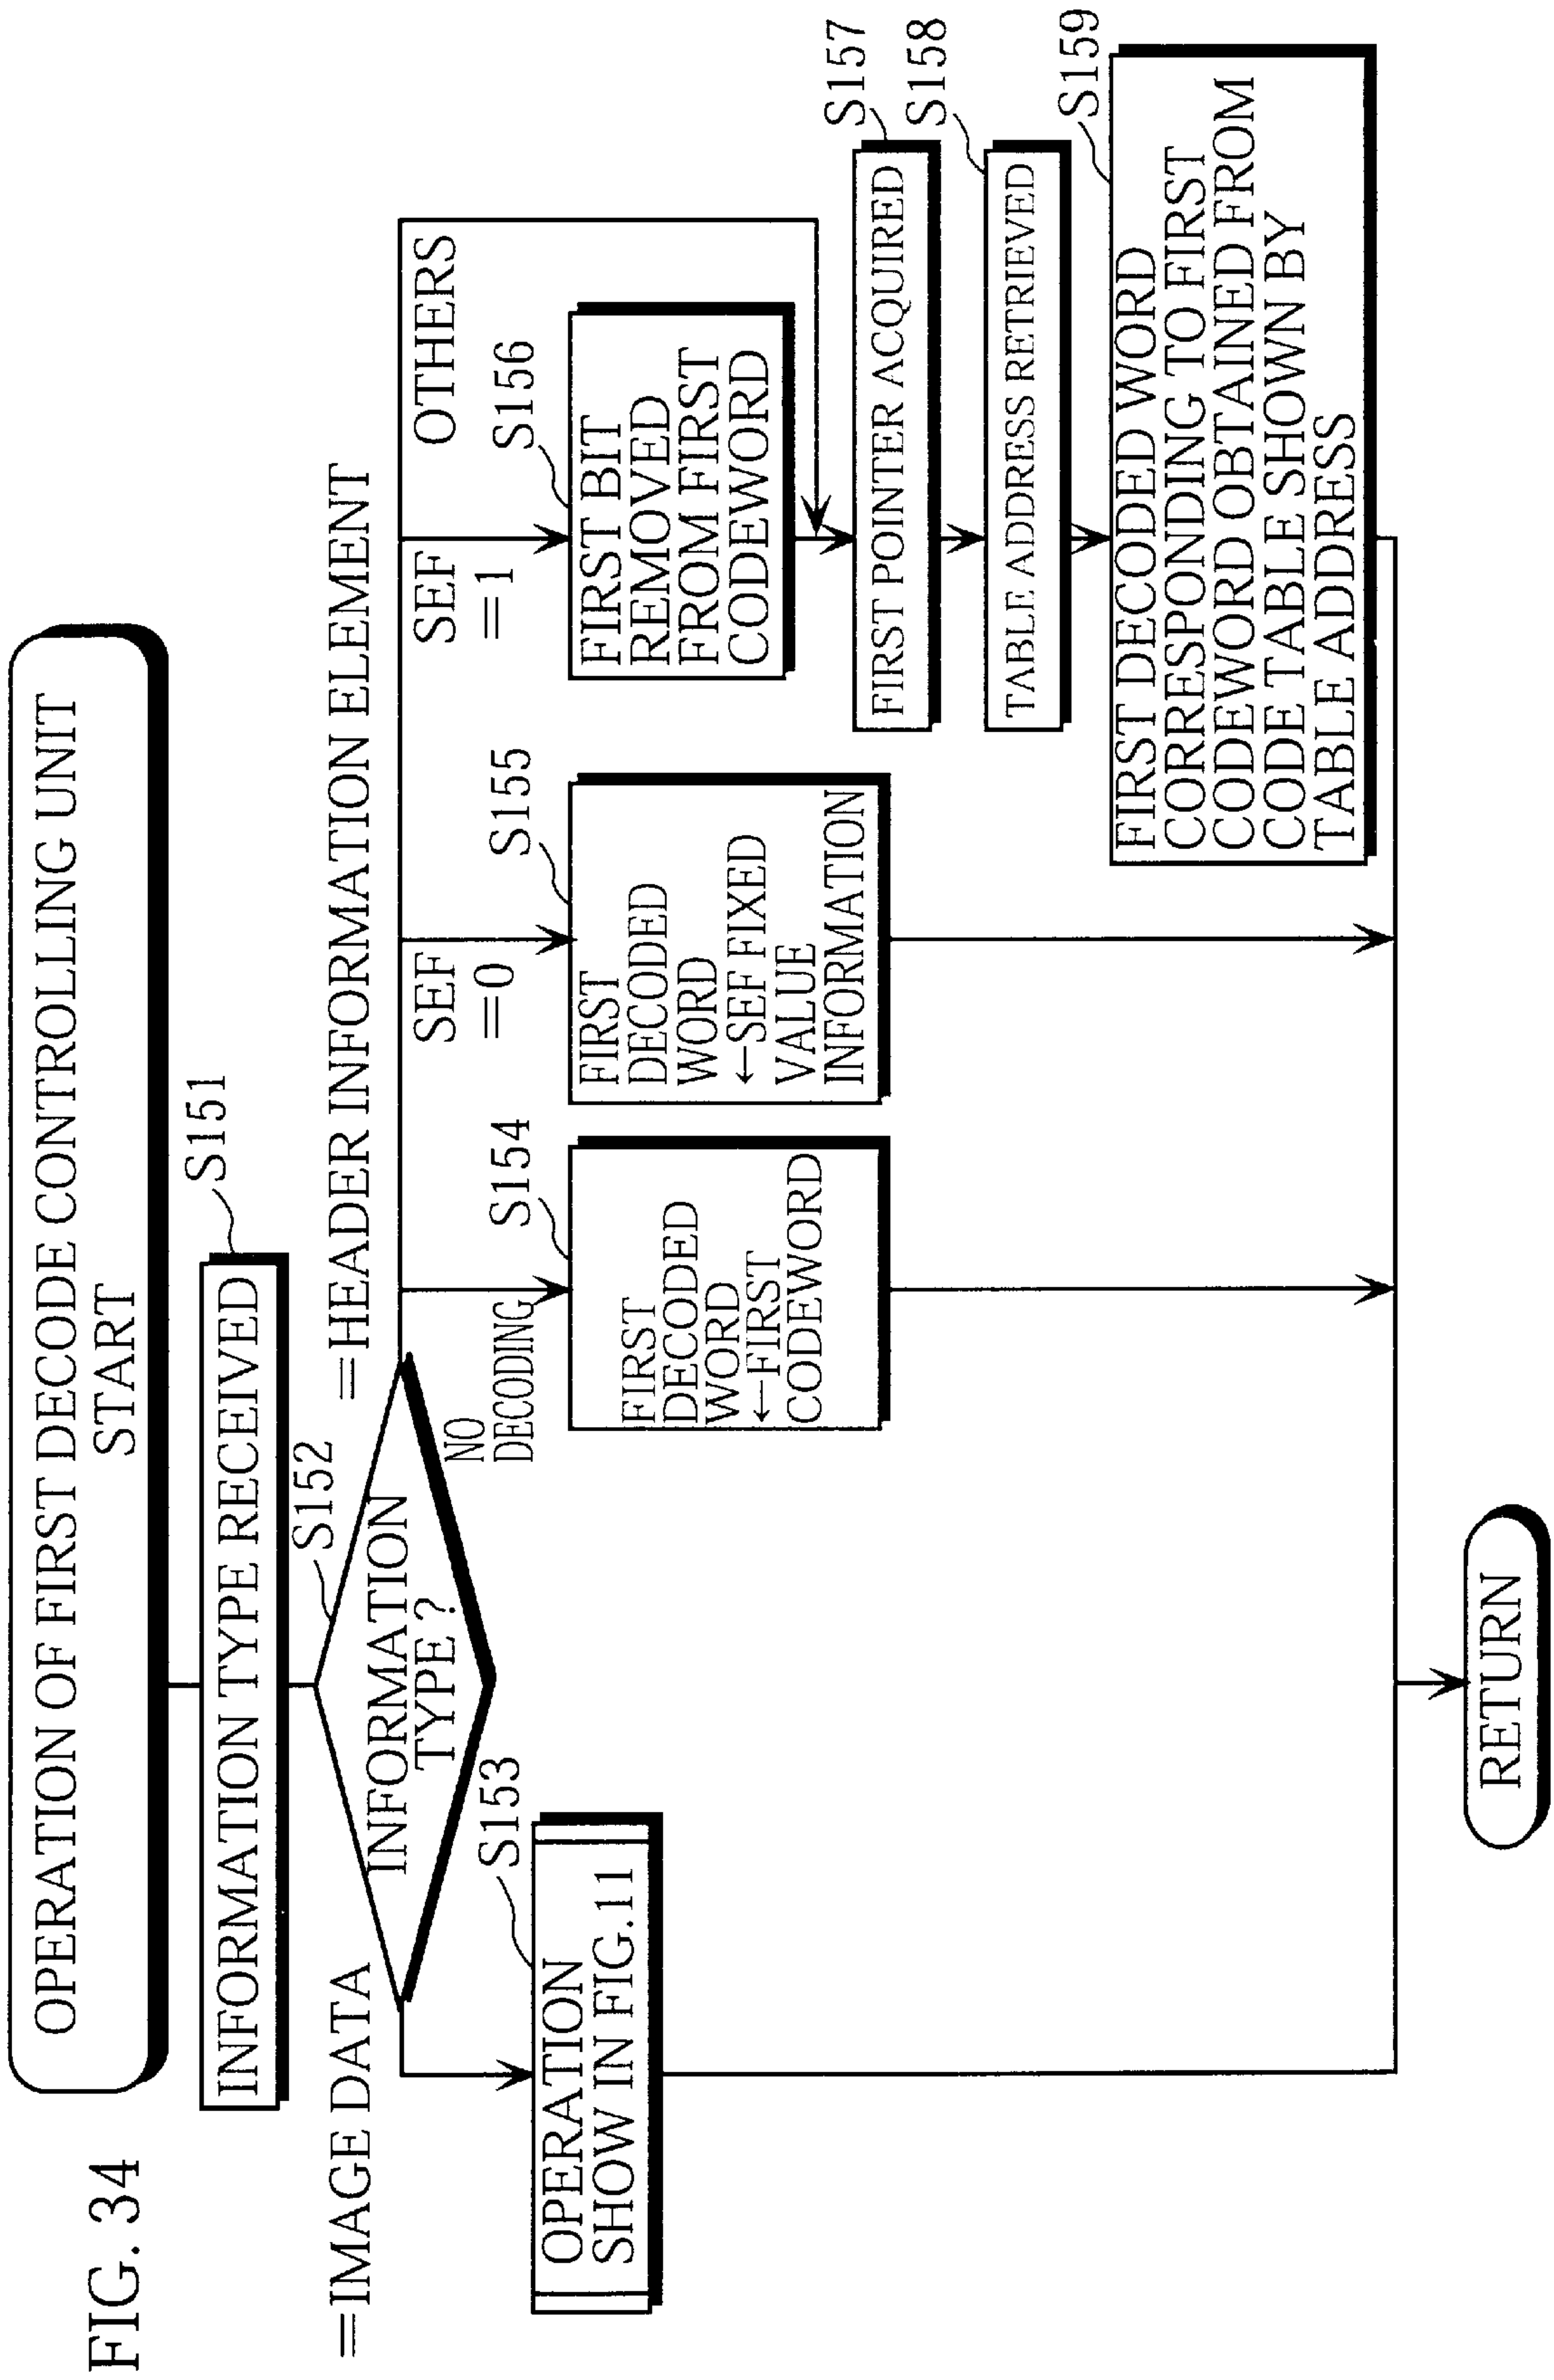 FIG. 34
OPERATION OF FIRST DECODE CONTROLLING UNIT
START
S151
INFORMATION TYPE RECEIVED
S152
INFORMATION
TYPE ?
=IMAGE DATA
=HEADER INFORMATION ELEMENT
S153
OPERATION
SHOW IN FIG.11
NO
DECODING
S154
FIRST
DECODED
WORD
←FIRST
CODEWORD
SEF
=0
S155
FIRST
DECODED
WORD
←SEF FIXED
VALUE
INFORMATION
SEF
=1
S156
FIRST BIT
REMOVED
FROM FIRST
CODEWORD
OTHERS
S157
FIRST POINTER ACQUIRED
S158
TABLE ADDRESS RETRIEVED
S159
FIRST DECODED WORD
CORRESPONDING TO FIRST
CODEWORD OBTAINED FROM
CODE TABLE SHOWN BY
TABLE ADDRESS
RETURN